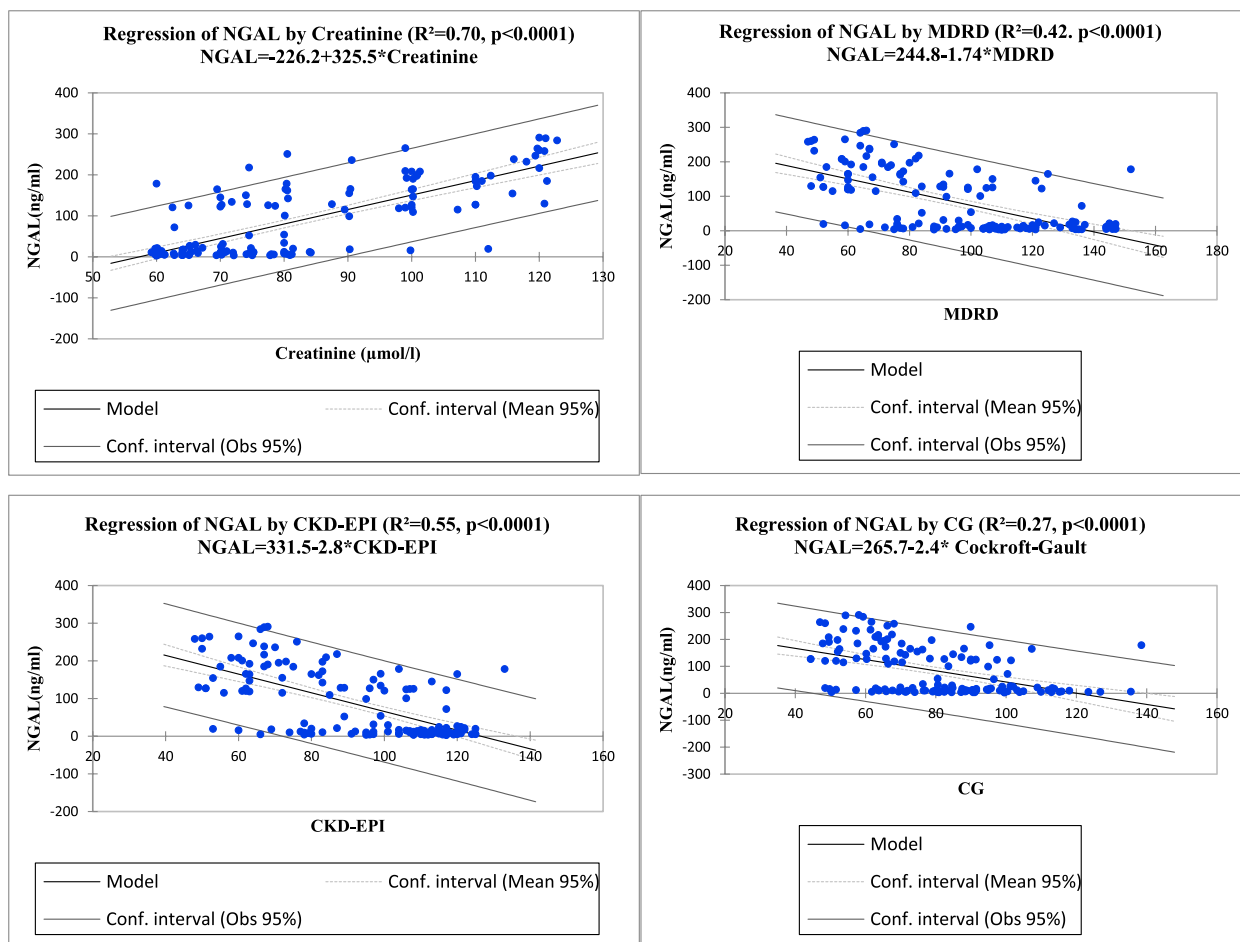 Regression of NGAL by Creatinine (R²=0.70, p<0.0001)
NGAL=-226.2+325.5*Creatinine
400
300
200
100
0
-100
-200
NGAL(ng/ml)
50 60 70 80 90 100 110 120 130
Creatinine (µmol/l)
Model
Conf. interval (Mean 95%)
Conf. interval (Obs 95%)
Regression of NGAL by MDRD (R²=0.42. p<0.0001)
NGAL=244.8-1.74*MDRD
400
300
200
100
0
-100
-200
NGAL(ng/ml)
20 40 60 80 100 120 140 160 180
MDRD
Model
Conf. interval (Mean 95%)
Conf. interval (Obs 95%)
Regression of NGAL by CKD-EPI (R²=0.55, p<0.0001)
NGAL=331.5-2.8*CKD-EPI
400
300
200
100
0
-100
-200
NGAL(ng/ml)
20 40 60 80 100 120 140 160
CKD-EPI
Model
Conf. interval (Mean 95%)
Conf. interval (Obs 95%)
Regression of NGAL by CG (R²=0.27, p<0.0001)
NGAL=265.7-2.4* Cockroft-Gault
400
300
200
100
0
-100
-200
-300
NGAL(ng/ml)
20 40 60 80 100 120 140 160
CG
Model
Conf. interval (Mean 95%)
Conf. interval (Obs 95%)